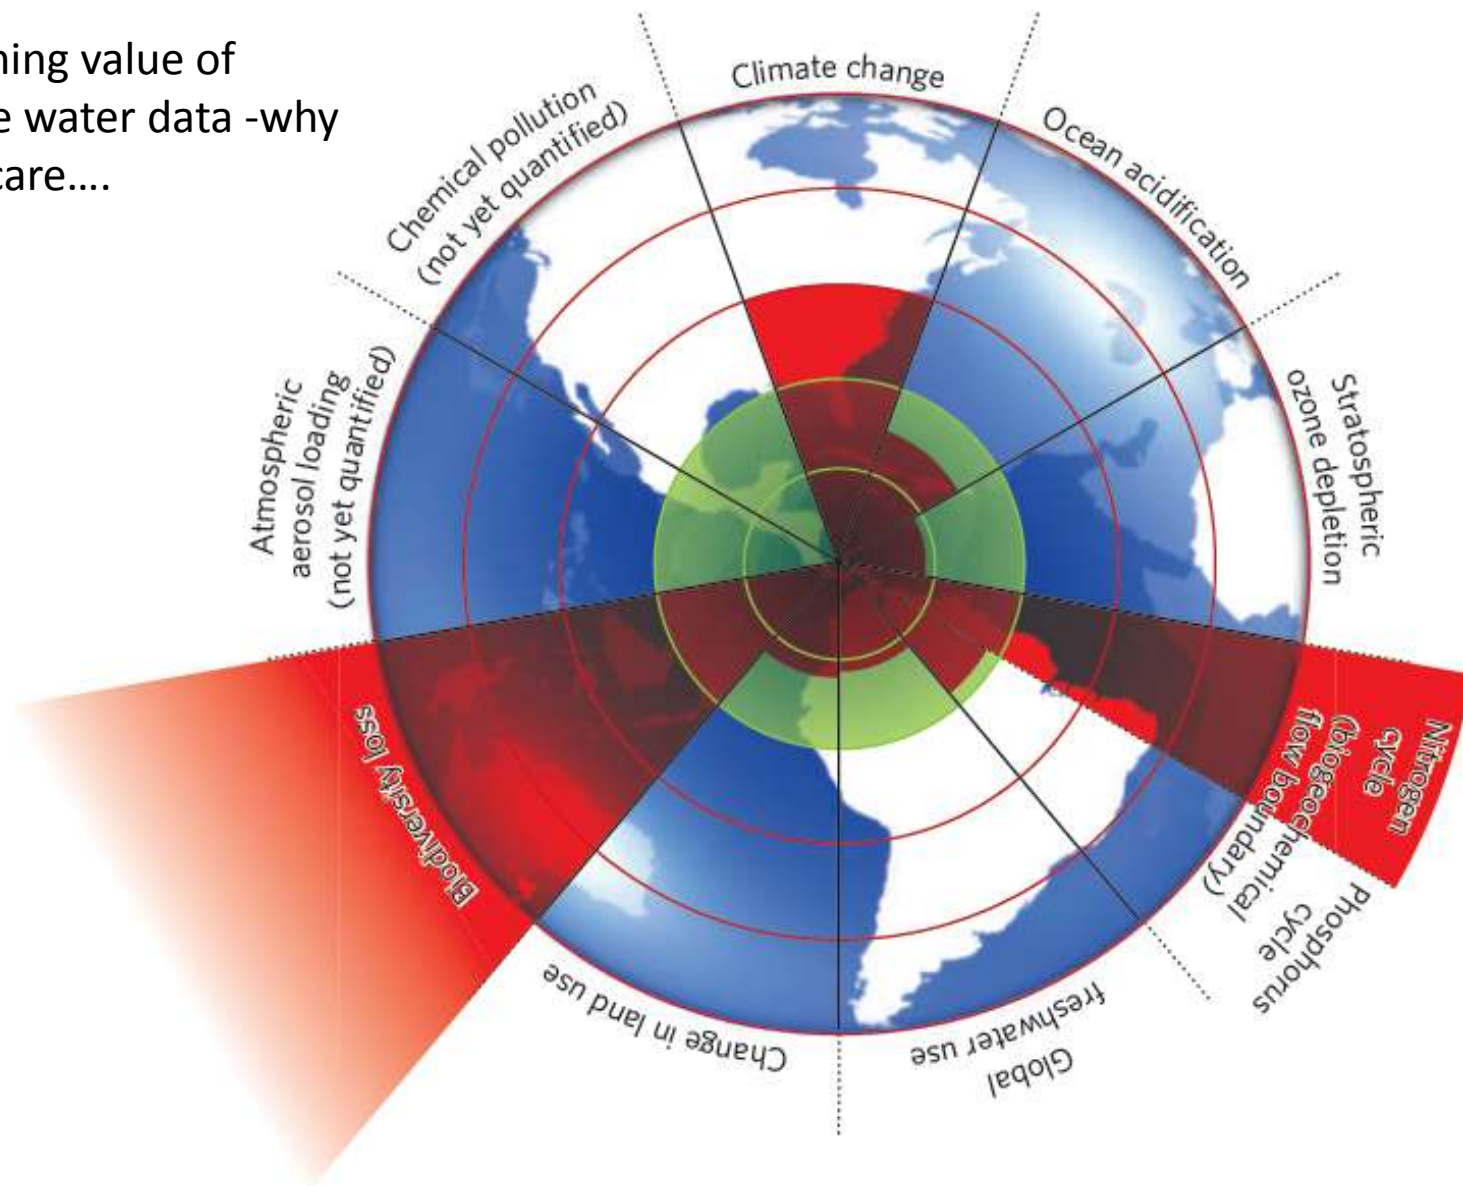 ning value of
e water data -why
care....
Climate change
Ocean acidification
Stratospheric
ozone depletion
Nitrogen
cycle
(biogeochemical
flow boundary)
Phosphorus
cycle
Global
freshwater use
Change in land use
Biodiversity loss
Atmospheric
aerosol loading
(not yet quantified)
Chemical pollution
(not yet quantified)